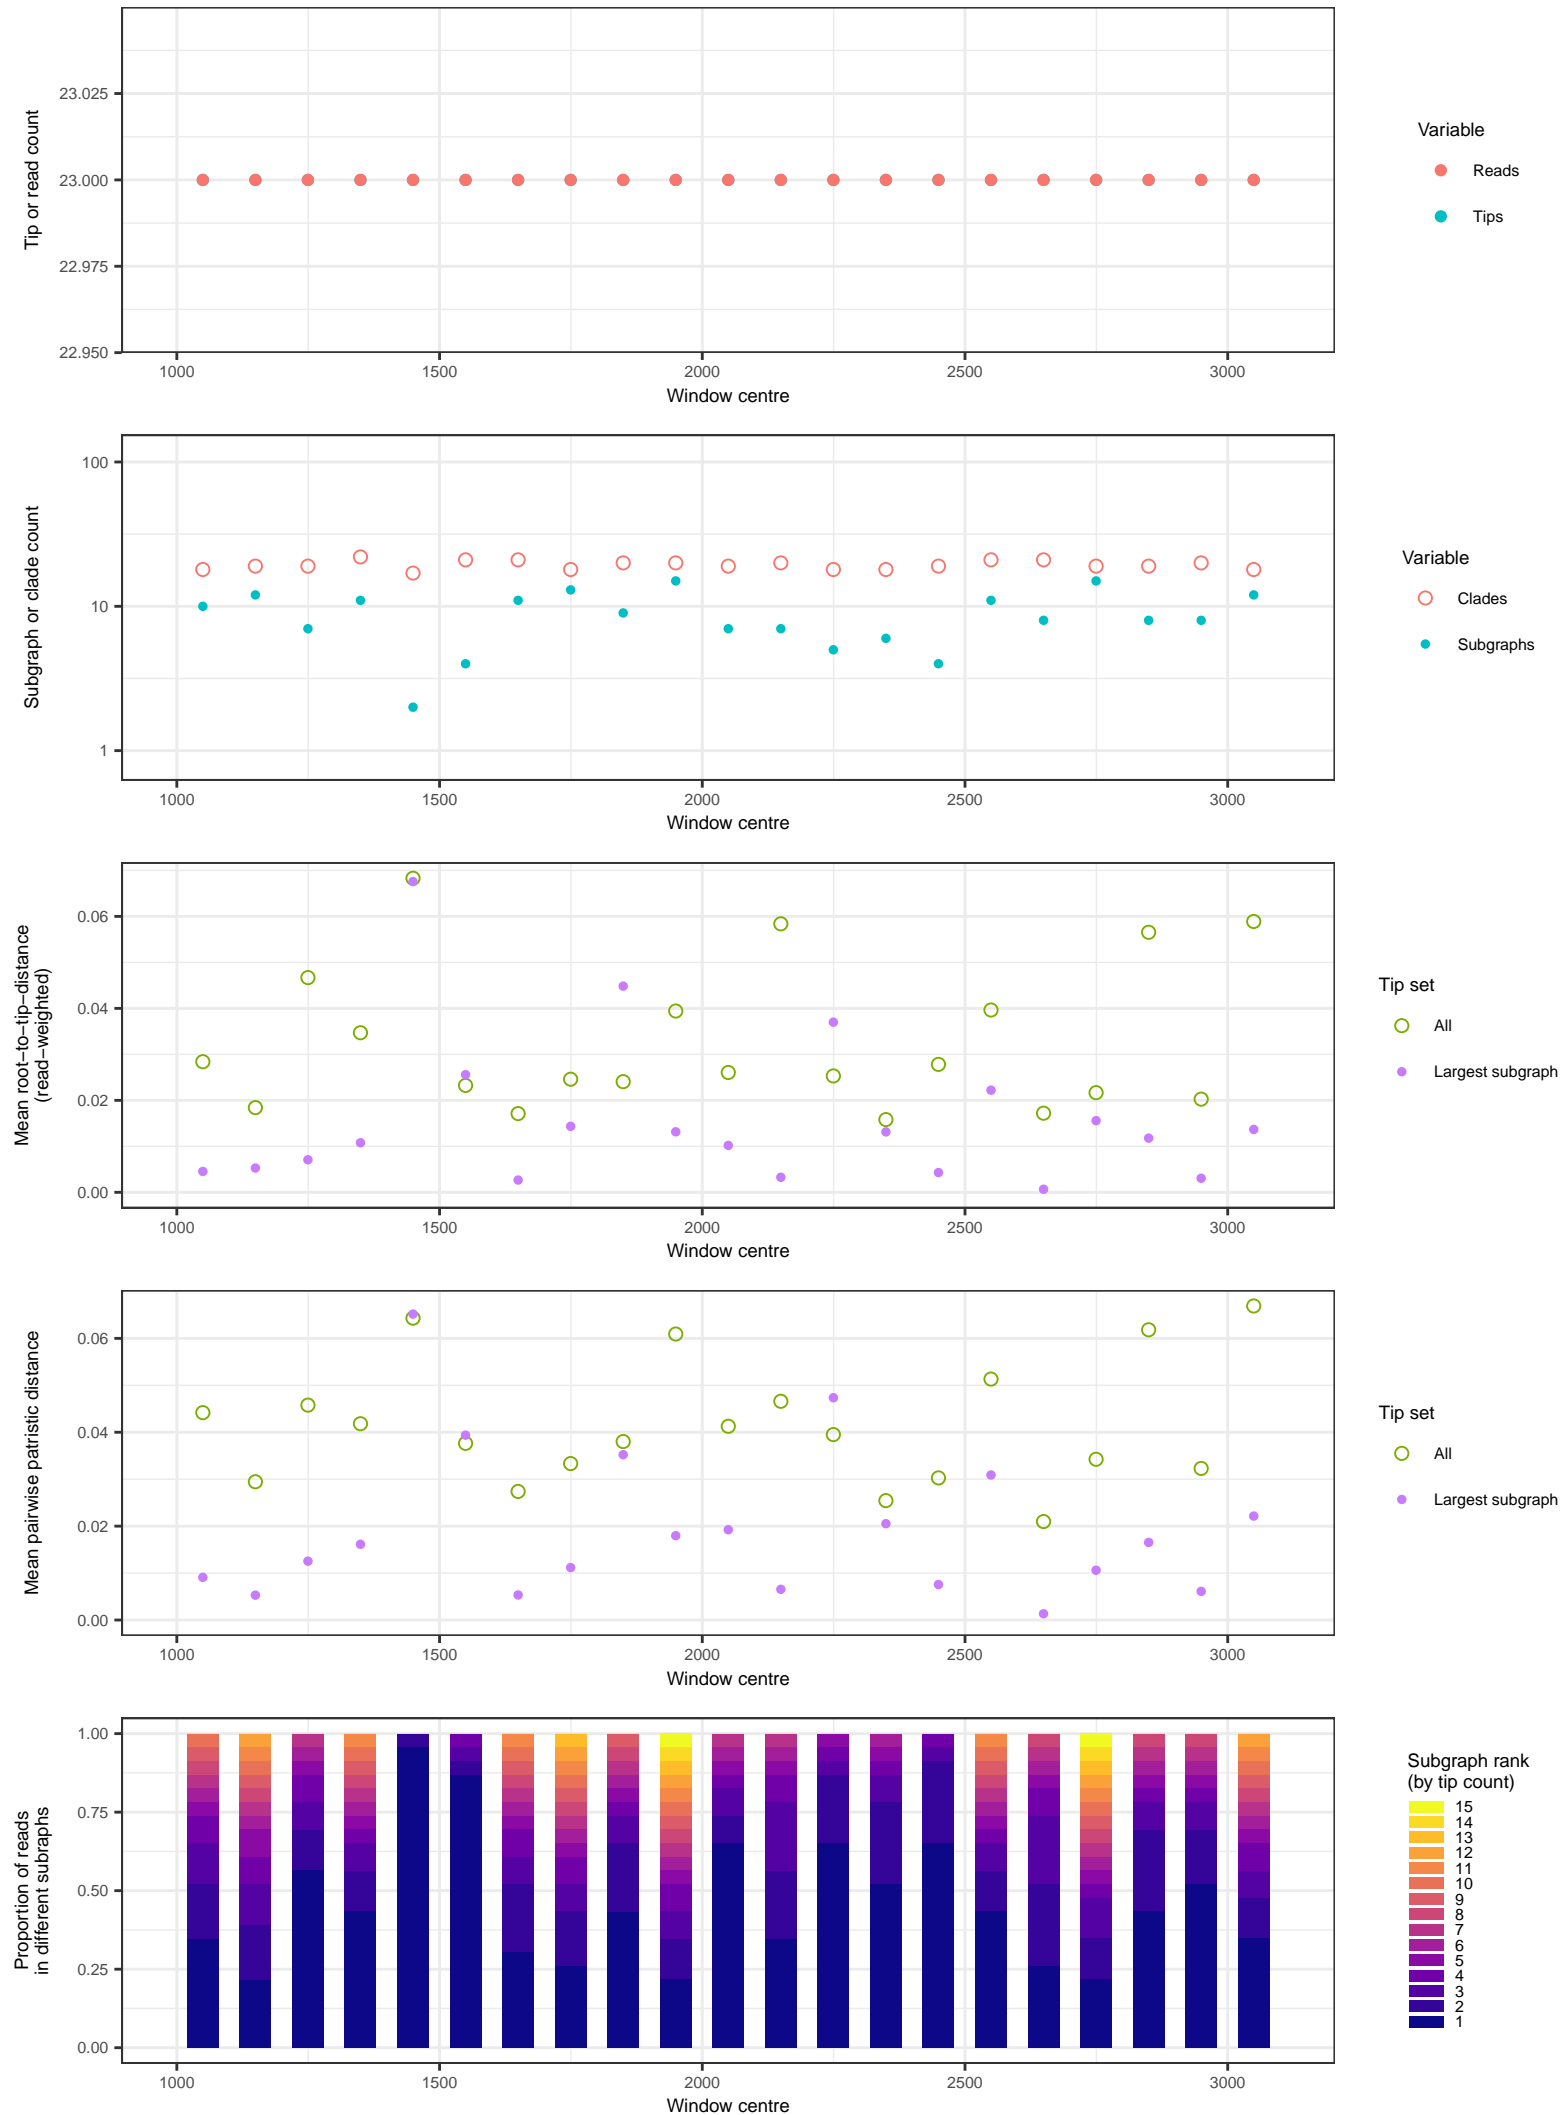 23.025
23.000
22.975
22.950
Tip or read count
1000 1500 2000 2500 3000
Window centre
Variable
Reads
Tips
100
10
1
Subgraph or clade count
1000 1500 2000 2500 3000
Window centre
Variable
Clades
Subgraphs
0.06
0.04
0.02
0.00
Mean root−to−tip−distance
(read−weighted)
1000 1500 2000 2500 3000
Window centre
Tip set
All
Largest subgraph
0.06
0.04
0.02
0.00
Mean pairwise patristic distance
1000 1500 2000 2500 3000
Window centre
Tip set
All
Largest subgraph
1.00
0.75
0.50
0.25
0.00
Proportion of reads
in different subraphs
1000 1500 2000 2500 3000
Window centre
Subgraph rank
(by tip count)
15
14
13
12
11
10
9
8
7
6
5
4
3
2
1